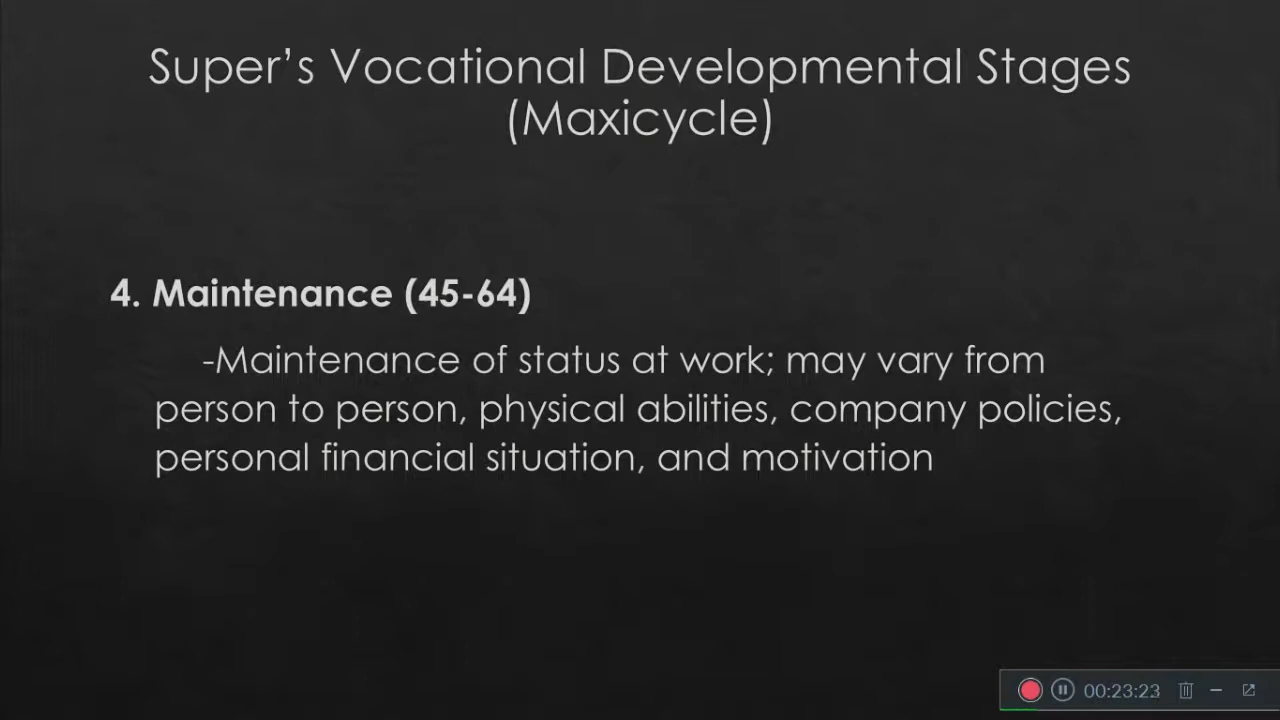 Super’s Vocational Developmental Stages
(Maxicycle)
4. Maintenance (45-64)
-Maintenance of status at work; may vary from
person to person, physical abilities, company policies,
personal financial situation, and motivation
00:23:23